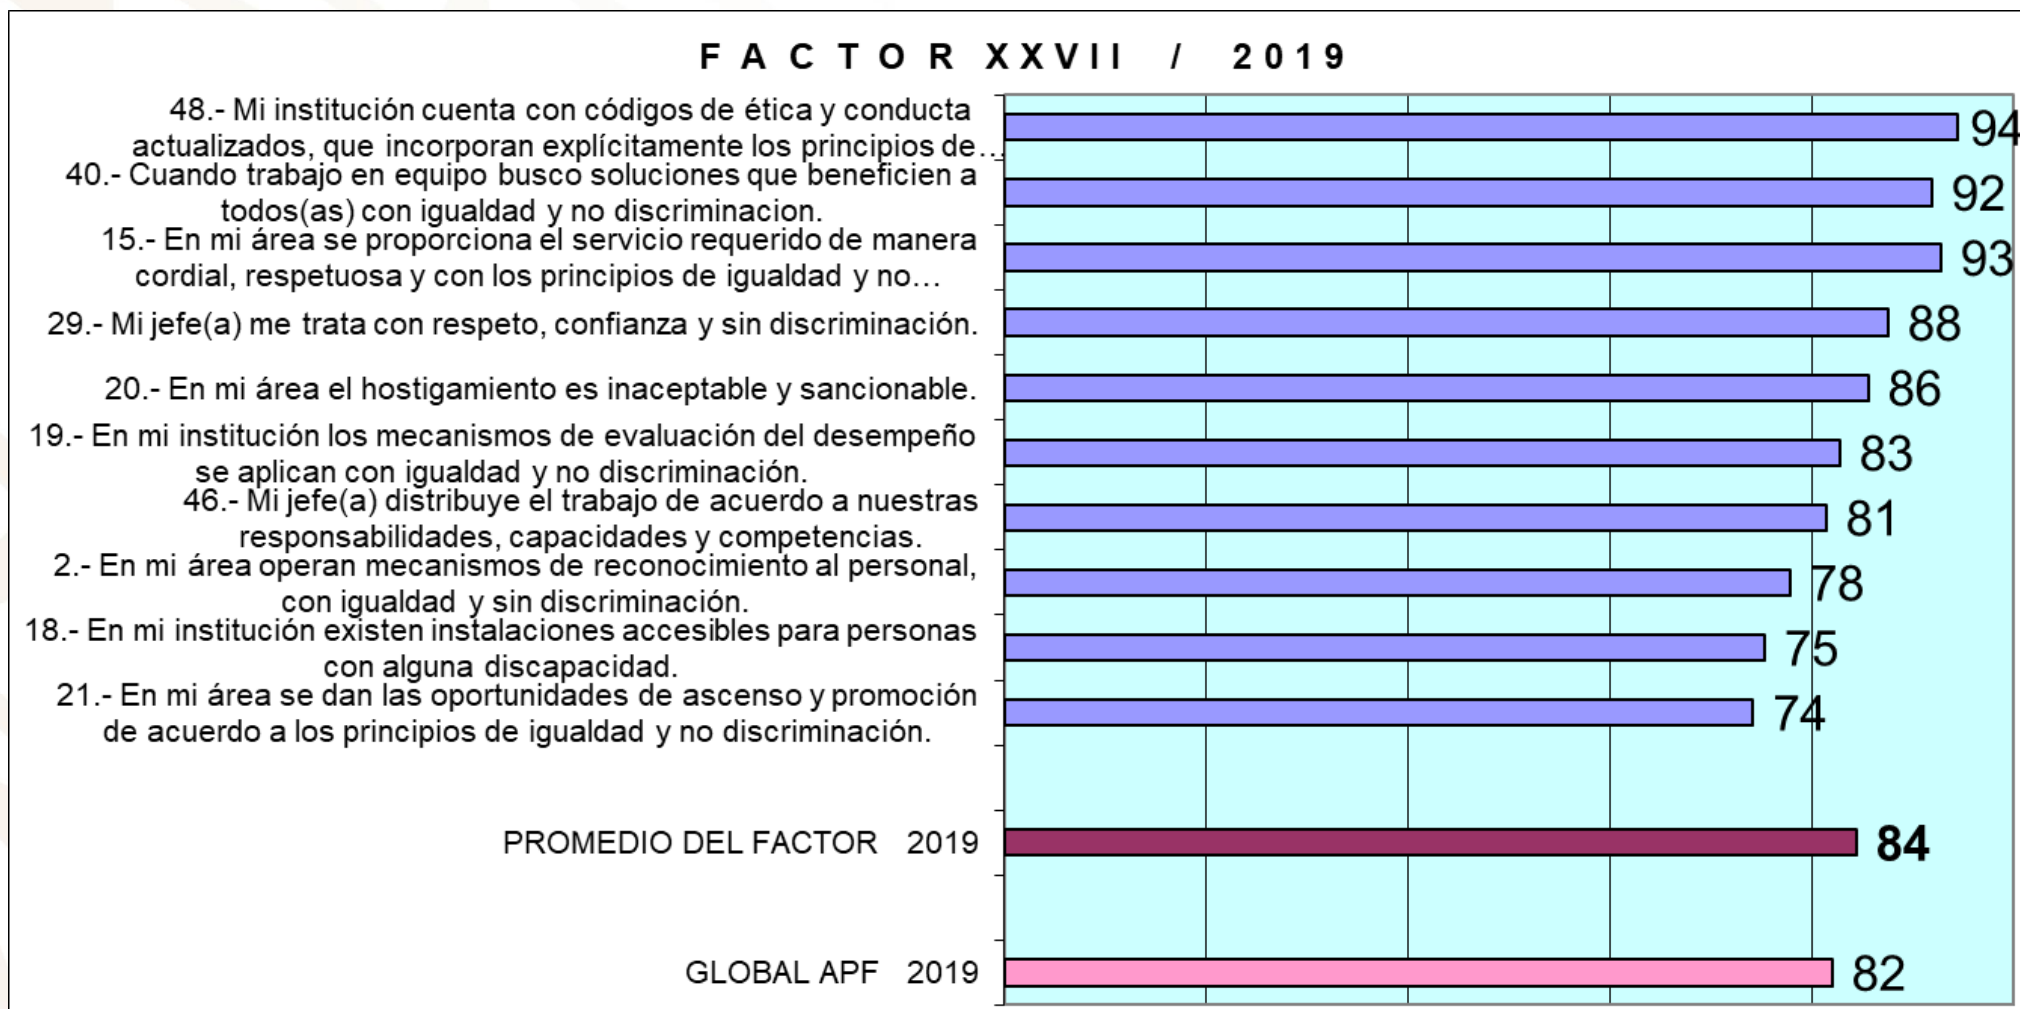 FACTOR XXVII / 2019
48.- Mi institución cuenta con códigos de ética y conducta
actualizados, que incorporan explícitamente los principios de...
94
40.- Cuando trabajo en equipo busco soluciones que beneficien a
todos(as) con igualdad y no discriminacion.
92
15.- En mi área se proporciona el servicio requerido de manera
cordial, respetuosa y con los principios de igualdad y no...
93
29.- Mi jefe(a) me trata con respeto, confianza y sin discriminación.
88
20.- En mi área el hostigamiento es inaceptable y sancionable.
86
19.- En mi institución los mecanismos de evaluación del desempeño
se aplican con igualdad y no discriminación.
83
46.- Mi jefe(a) distribuye el trabajo de acuerdo a nuestras
responsabilidades, capacidades y competencias.
81
2.- En mi área operan mecanismos de reconocimiento al personal,
con igualdad y sin discriminación.
78
18.- En mi institución existen instalaciones accesibles para personas
con alguna discapacidad.
75
21.- En mi área se dan las oportunidades de ascenso y promoción
de acuerdo a los principios de igualdad y no discriminación.
74
PROMEDIO DEL FACTOR 2019
84
GLOBAL APF 2019
82